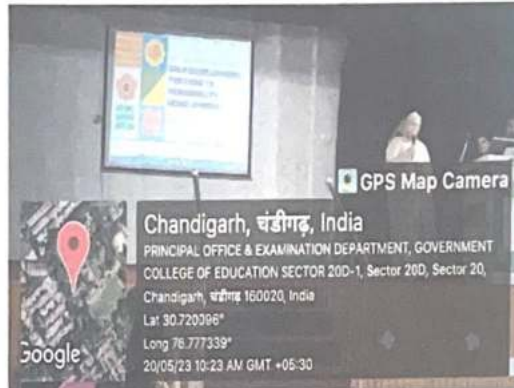 GPS Map Camera
Chandigarh, चंडीगढ़, India
PRINCIPAL OFFICE & EXAMINATION DEPARTMENT, GOVERNMENT
COLLEGE OF EDUCATION SECTOR 20D-1, Sector 20D, Sector 20,
Chandigarh, चंडीगढ़ 160020, India
Lat 30.720096°
Long 76.777339°
20/05/23 10:23 AM GMT +05:30
Google